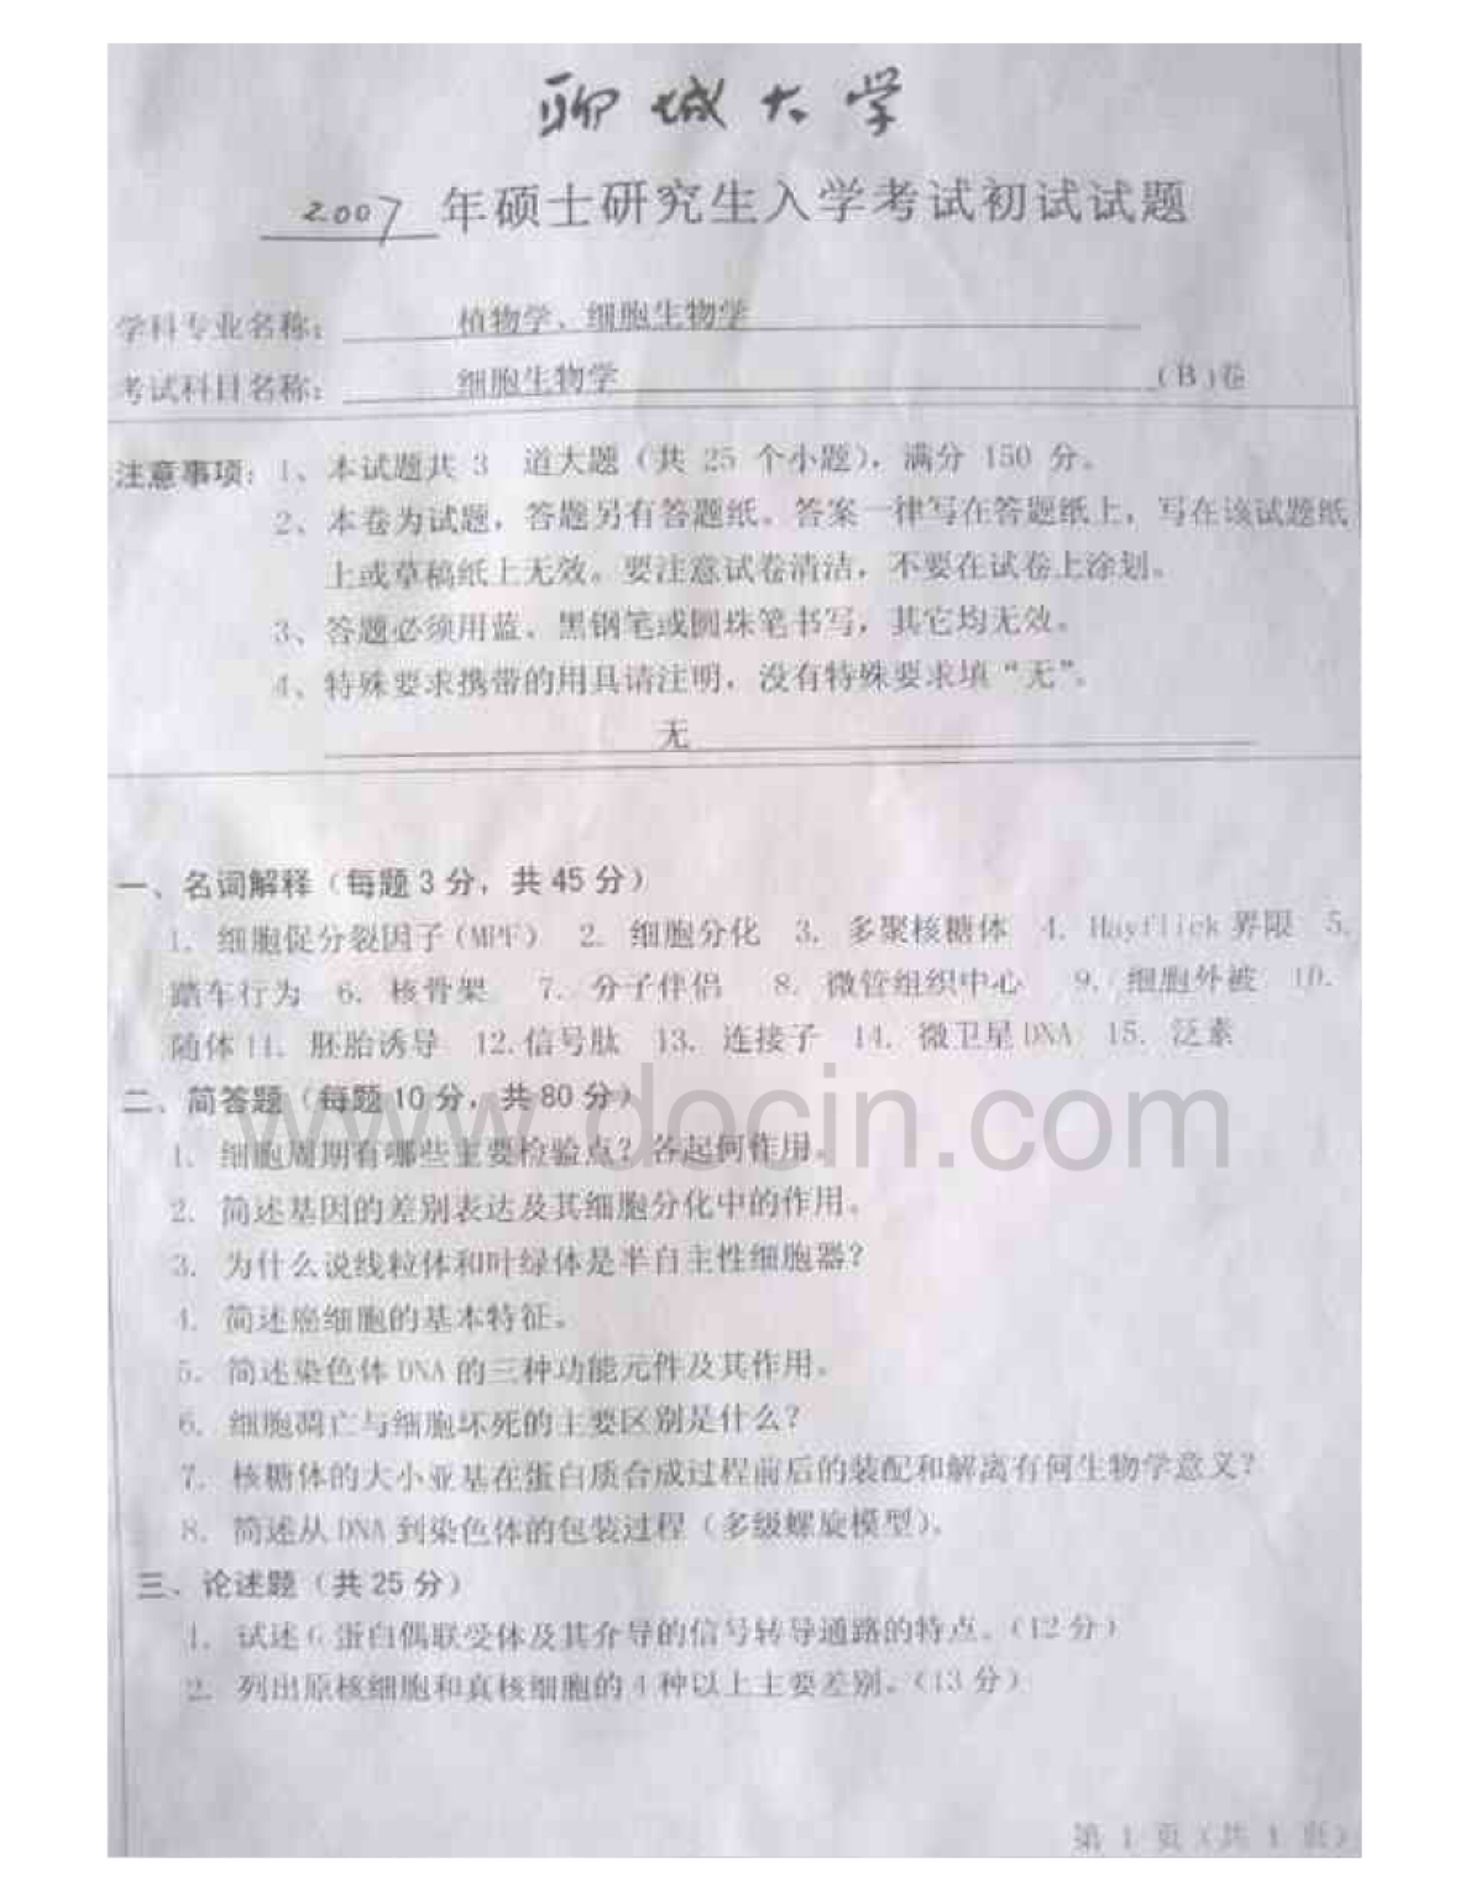 聊城大学
2007 年硕士研究生入学考试初试试题
学科专业名称: 植物学、细胞生物学
考试科目名称: 细胞生物学 (B)卷
注意事项: 1、本试题共 3 道大题(共 25 个小题),满分 150 分。
2、本卷为试题,答题另有答题纸。答案一律写在答题纸上,写在该试题纸
上或草稿纸上无效。要注意试卷清洁,不要在试卷上涂划。
3、答题必须用蓝、黑钢笔或圆珠笔书写,其它均无效。
4、特殊要求携带的用具请注明,没有特殊要求填“无”。
无
一、名词解释(每题 3 分,共 45 分)
1. 细胞促分裂因子(MPF) 2. 细胞分化 3. 多聚核糖体 4. Hayflick 界限 5.
踏车行为 6. 核骨架 7. 分子伴侣 8. 微管组织中心 9. 细胞外被 10.
随体 11. 胚胎诱导 12.信号肽 13. 连接子 14. 微卫星 DNA 15. 泛素
二、简答题(每题 10 分,共 80 分)
1. 细胞周期有哪些主要检验点?各起何作用。
2. 简述基因的差别表达及其细胞分化中的作用。
3. 为什么说线粒体和叶绿体是半自主性细胞器?
4. 简述癌细胞的基本特征。
5. 简述染色体 DNA 的三种功能元件及其作用。
6. 细胞凋亡与细胞坏死的主要区别是什么?
7. 核糖体的大小亚基在蛋白质合成过程前后的装配和解离有何生物学意义?
8. 简述从 DNA 到染色体的包装过程(多级螺旋模型)。
三、论述题(共 25 分)
1. 试述 G 蛋白偶联受体及其介导的信号转导通路的特点。(12 分)
2. 列出原核细胞和真核细胞的 4 种以上主要差别。(13 分)
第 1 页(共 1 页)
www.docin.com